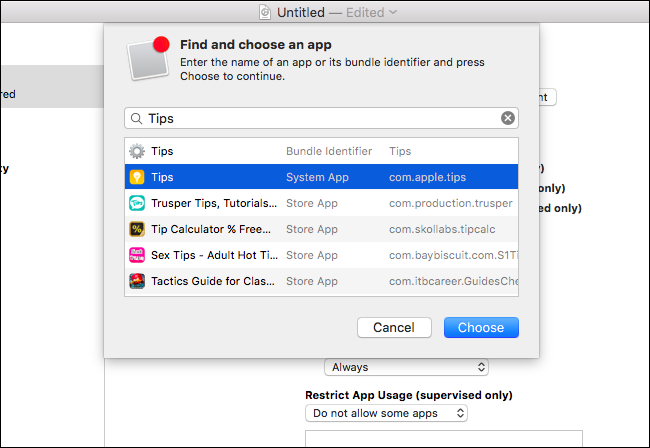 Untitled — Edited
Find and choose an app
Enter the name of an app or its bundle identifier and press
Choose to continue.
red
nt
Tips
Tips Bundle Identifier Tips
ty
Tips System App com.apple.tips
y)
only)
Trusper Tips, Tutorials... Store App com.production.trusper
ed only)
Tip Calculator % Free... Store App com.skollabs.tipcalc
Sex Tips - Adult Hot Ti... Store App com.baybiscuit.com.S1TI
Tactics Guide for Clas... Store App com.itbcareer.GuidesChe
Cancel Choose
Always
Restrict App Usage (supervised only)
Do not allow some apps